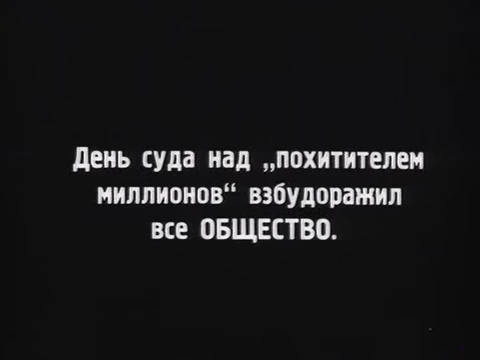 День суда над „похитителем
миллионов“ взбудоражил
все ОБЩЕСТВО.